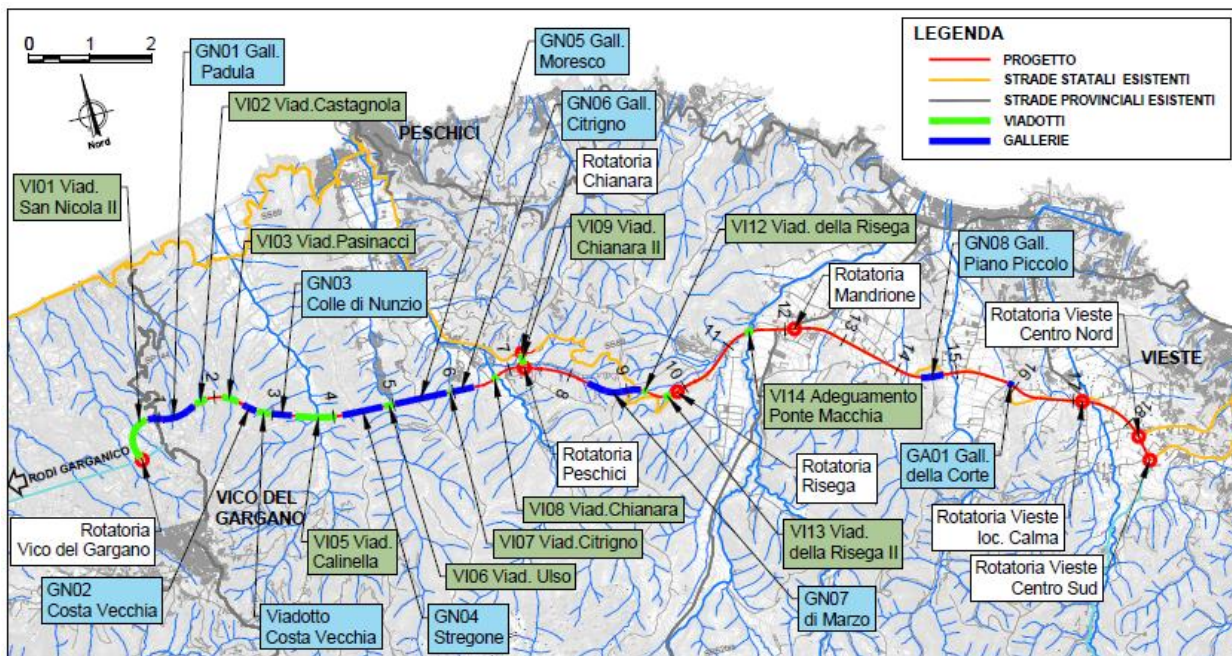 0 1 2
Nord
GN01 Gall.
Padula
VI02 Viad.Castagnola
VI01 Viad.
San Nicola II
VI03 Viad.Pasinacci
GN03
Colle di Nunzio
PESCHICI
GN05 Gall.
Moresco
GN06 Gall.
Citrigno
Rotatoria
Chianara
VI09 Viad.
Chianara II
VI12 Viad. della Risega
Rotatoria
Mandrione
GN08 Gall.
Piano Piccolo
Rotatoria Vieste
Centro Nord
VIESTE
LEGENDA
PROGETTO
STRADE STATALI ESISTENTI
STRADE PROVINCIALI ESISTENTI
VIADOTTI
GALLERIE
SS89
2
3
4
5
6
7
8
9
10
11
12
13
14
15
16
17
18
RODI GARGANICO
VICO DEL
GARGANO
Rotatoria
Vico del Gargano
GN02
Costa Vecchia
Viadotto
Costa Vecchia
VI05 Viad.
Calinella
GN04
Stregone
VI06 Viad. Ulso
VI07 Viad.Citrigno
VI08 Viad.Chianara
Rotatoria
Peschici
GN07
di Marzo
VI13 Viad.
della Risega II
Rotatoria
Risega
VI14 Adeguamento
Ponte Macchia
GA01 Gall.
della Corte
Rotatoria Vieste
loc. Calma
Rotatoria Vieste
Centro Sud